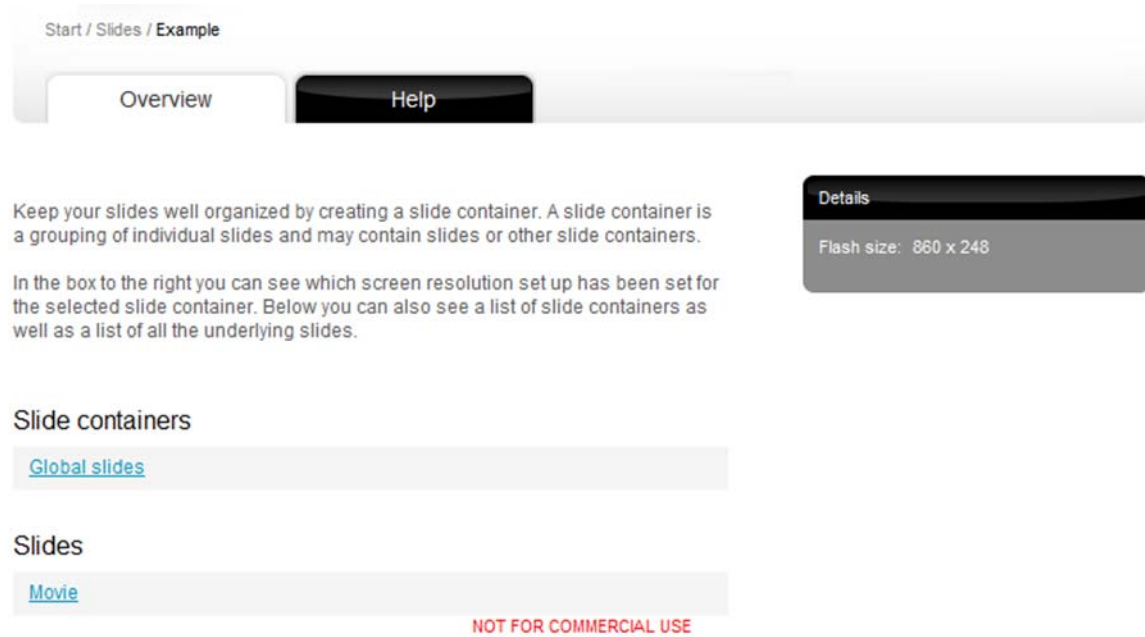 Start / Slides / Example
Overview
Help
Keep your slides well organized by creating a slide container. A slide container is
a grouping of individual slides and may contain slides or other slide containers.
In the box to the right you can see which screen resolution set up has been set for
the selected slide container. Below you can also see a list of slide containers as
well as a list of all the underlying slides.
Details
Flash size: 860 x 248
Slide containers
Global slides
Slides
Movie
NOT FOR COMMERCIAL USE